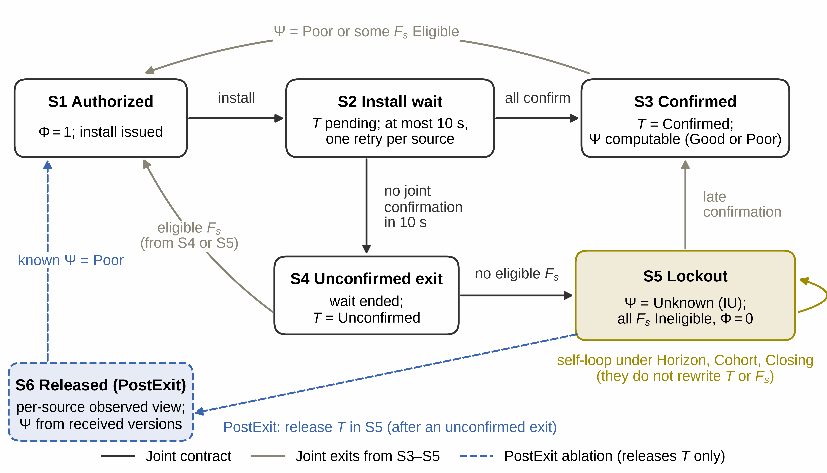 Ψ = Poor or some Fs Eligible
S1 Authorized
Φ = 1; install issued
install
S2 Install wait
T pending; at most 10 s,
one retry per source
all confirm
S3 Confirmed
T = Confirmed;
Ψ computable (Good or Poor)
no joint
confirmation
in 10 s
late
confirmation
eligible Fs
(from S4 or S5)
known Ψ = Poor
S4 Unconfirmed exit
wait ended;
T = Unconfirmed
no eligible Fs
S5 Lockout
Ψ = Unknown (IU);
all Fs Ineligible, Φ = 0
self-loop under Horizon, Cohort, Closing
(they do not rewrite T or Fs)
S6 Released (PostExit)
per-source observed view;
Ψ from received versions
PostExit: release T in S5 (after an unconfirmed exit)
Joint contract
Joint exits from S3–S5
PostExit ablation (releases T only)